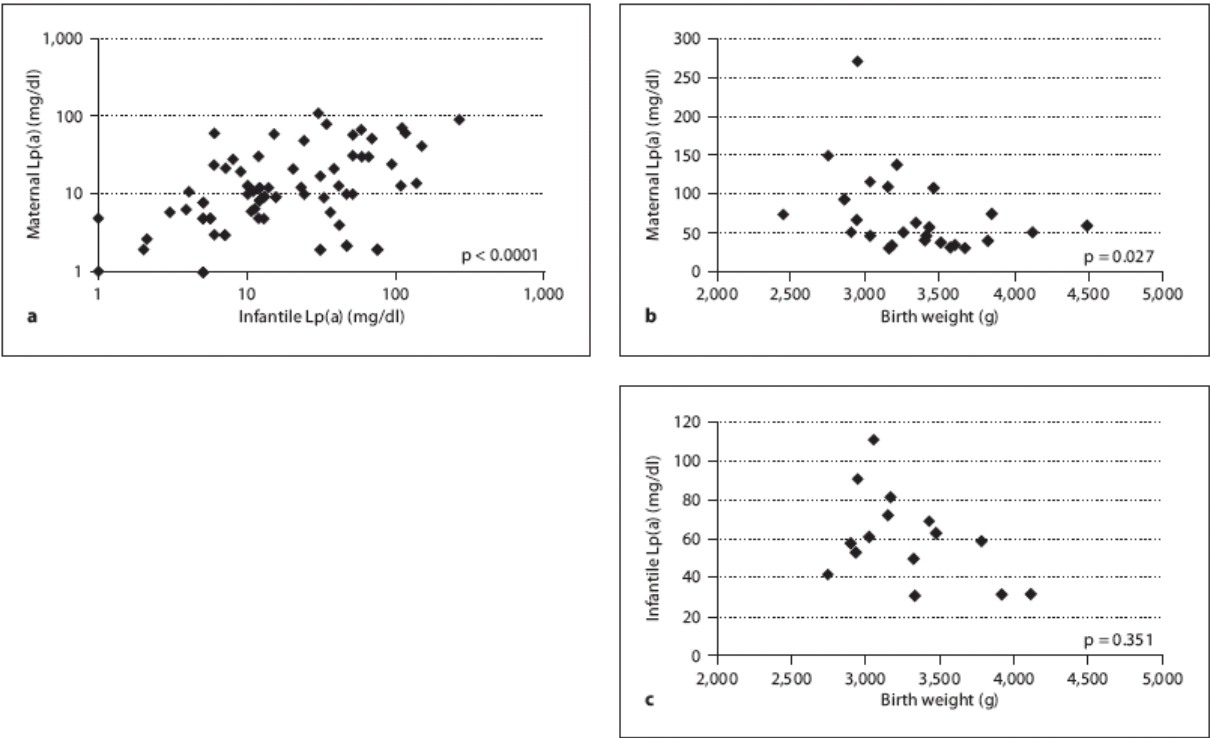 1,000
100
10
1
Maternal Lp(a) (mg/dl)
p < 0.0001
1 10 100 1,000
Infantile Lp(a) (mg/dl)
a
300
250
200
150
100
50
0
Maternal Lp(a) (mg/dl)
p = 0.027
2,000 2,500 3,000 3,500 4,000 4,500 5,000
Birth weight (g)
b
120
100
80
60
40
20
0
Infantile Lp(a) (mg/dl)
p = 0.351
2,000 2,500 3,000 3,500 4,000 4,500 5,000
Birth weight (g)
c